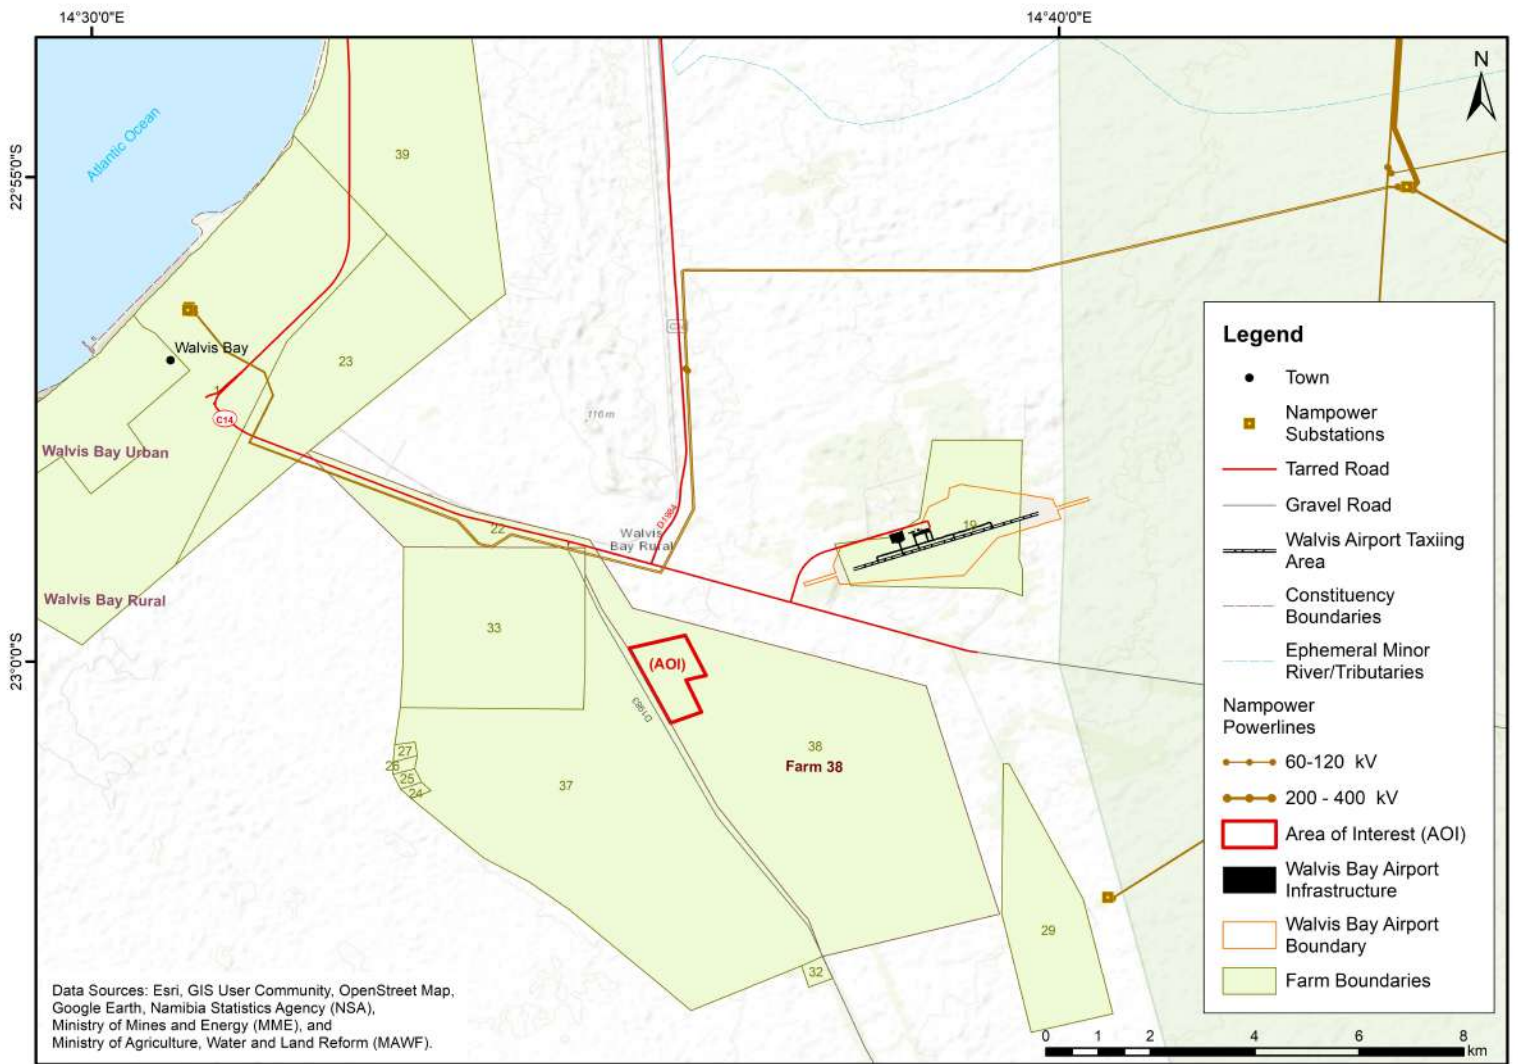 14°30'0"E
14°40'0"E
N
22°55'0"S
23°0'0"S
Atlantic Ocean
39
Walvis Bay
1
23
C14
116 m
Walvis Bay Urban
22
D1984
Walvis
Bay Rural
19
Walvis Bay Rural
33
(AOI)
D1983
38
Farm 38
27
26
25
24
37
29
32
Legend
Town
Nampower
Substations
Tarred Road
Gravel Road
Walvis Airport Taxiing
Area
Constituency
Boundaries
Ephemeral Minor
River/Tributaries
Nampower
Powerlines
60-120 kV
200 - 400 kV
Area of Interest (AOI)
Walvis Bay Airport
Infrastructure
Walvis Bay Airport
Boundary
Farm Boundaries
Data Sources: Esri, GIS User Community, OpenStreet Map,
Google Earth, Namibia Statistics Agency (NSA),
Ministry of Mines and Energy (MME), and
Ministry of Agriculture, Water and Land Reform (MAWF).
0 1 2 4 6 8
km